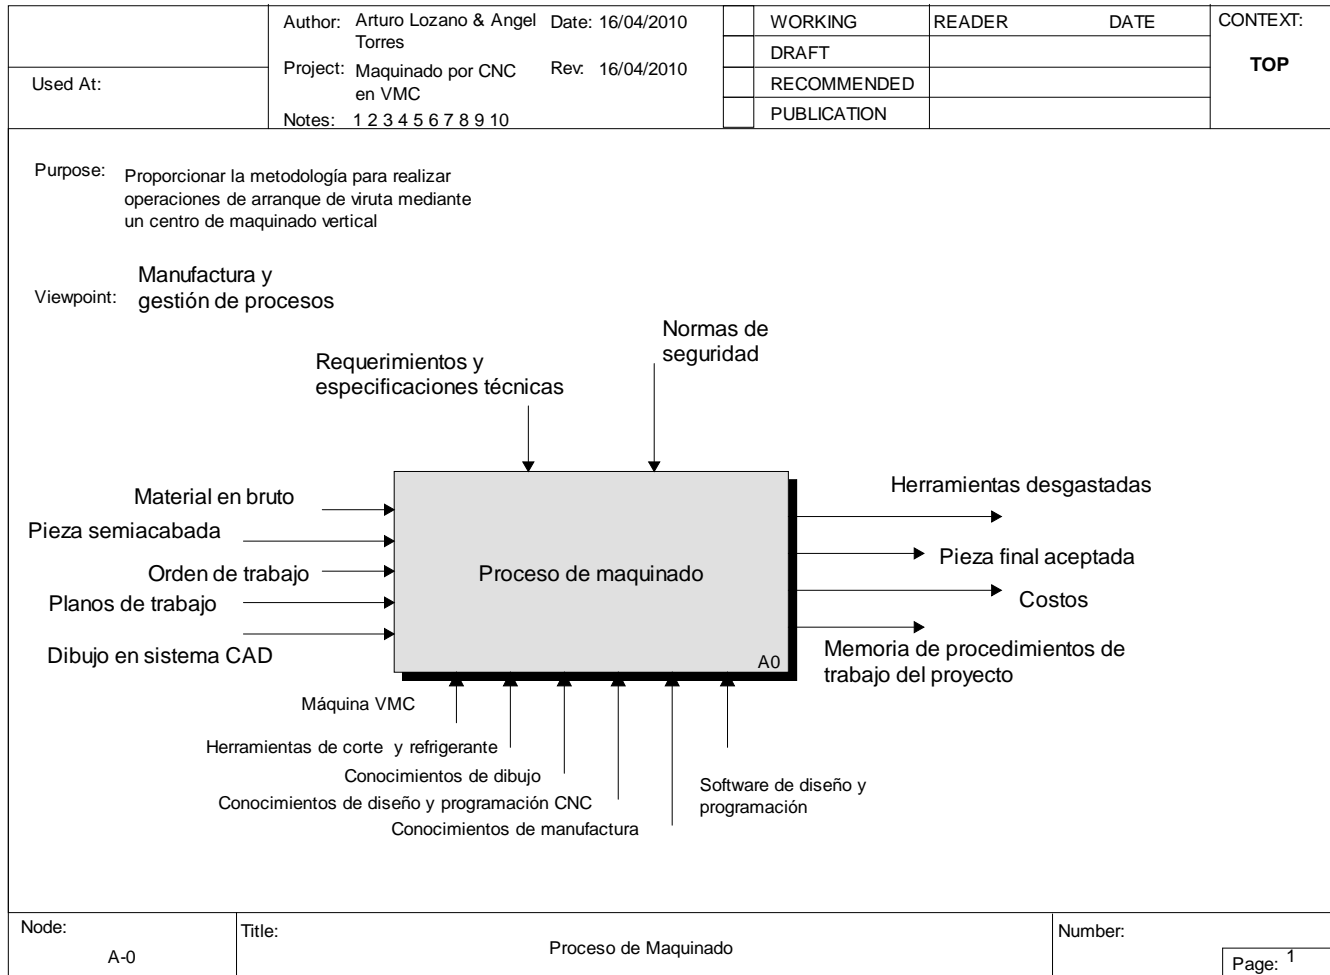 Used At:
Author: Arturo Lozano & Angel
Torres
Date: 16/04/2010
Project: Maquinado por CNC
en VMC
Rev: 16/04/2010
Notes: 1 2 3 4 5 6 7 8 9 10
WORKING
DRAFT
RECOMMENDED
PUBLICATION
READER DATE
CONTEXT:
TOP
Purpose: Proporcionar la metodología para realizar
operaciones de arranque de viruta mediante
un centro de maquinado vertical
Viewpoint: Manufactura y
gestión de procesos
Normas de
seguridad
Requerimientos y
especificaciones técnicas
Material en bruto
Pieza semiacabada
Orden de trabajo
Planos de trabajo
Dibujo en sistema CAD
Proceso de maquinado
A0
Herramientas desgastadas
Pieza final aceptada
Costos
Memoria de procedimientos de
trabajo del proyecto
Máquina VMC
Herramientas de corte y refrigerante
Conocimientos de dibujo
Conocimientos de diseño y programación CNC
Conocimientos de manufactura
Software de diseño y
programación
Node:
A-0
Title:
Proceso de Maquinado
Number:
Page: 1